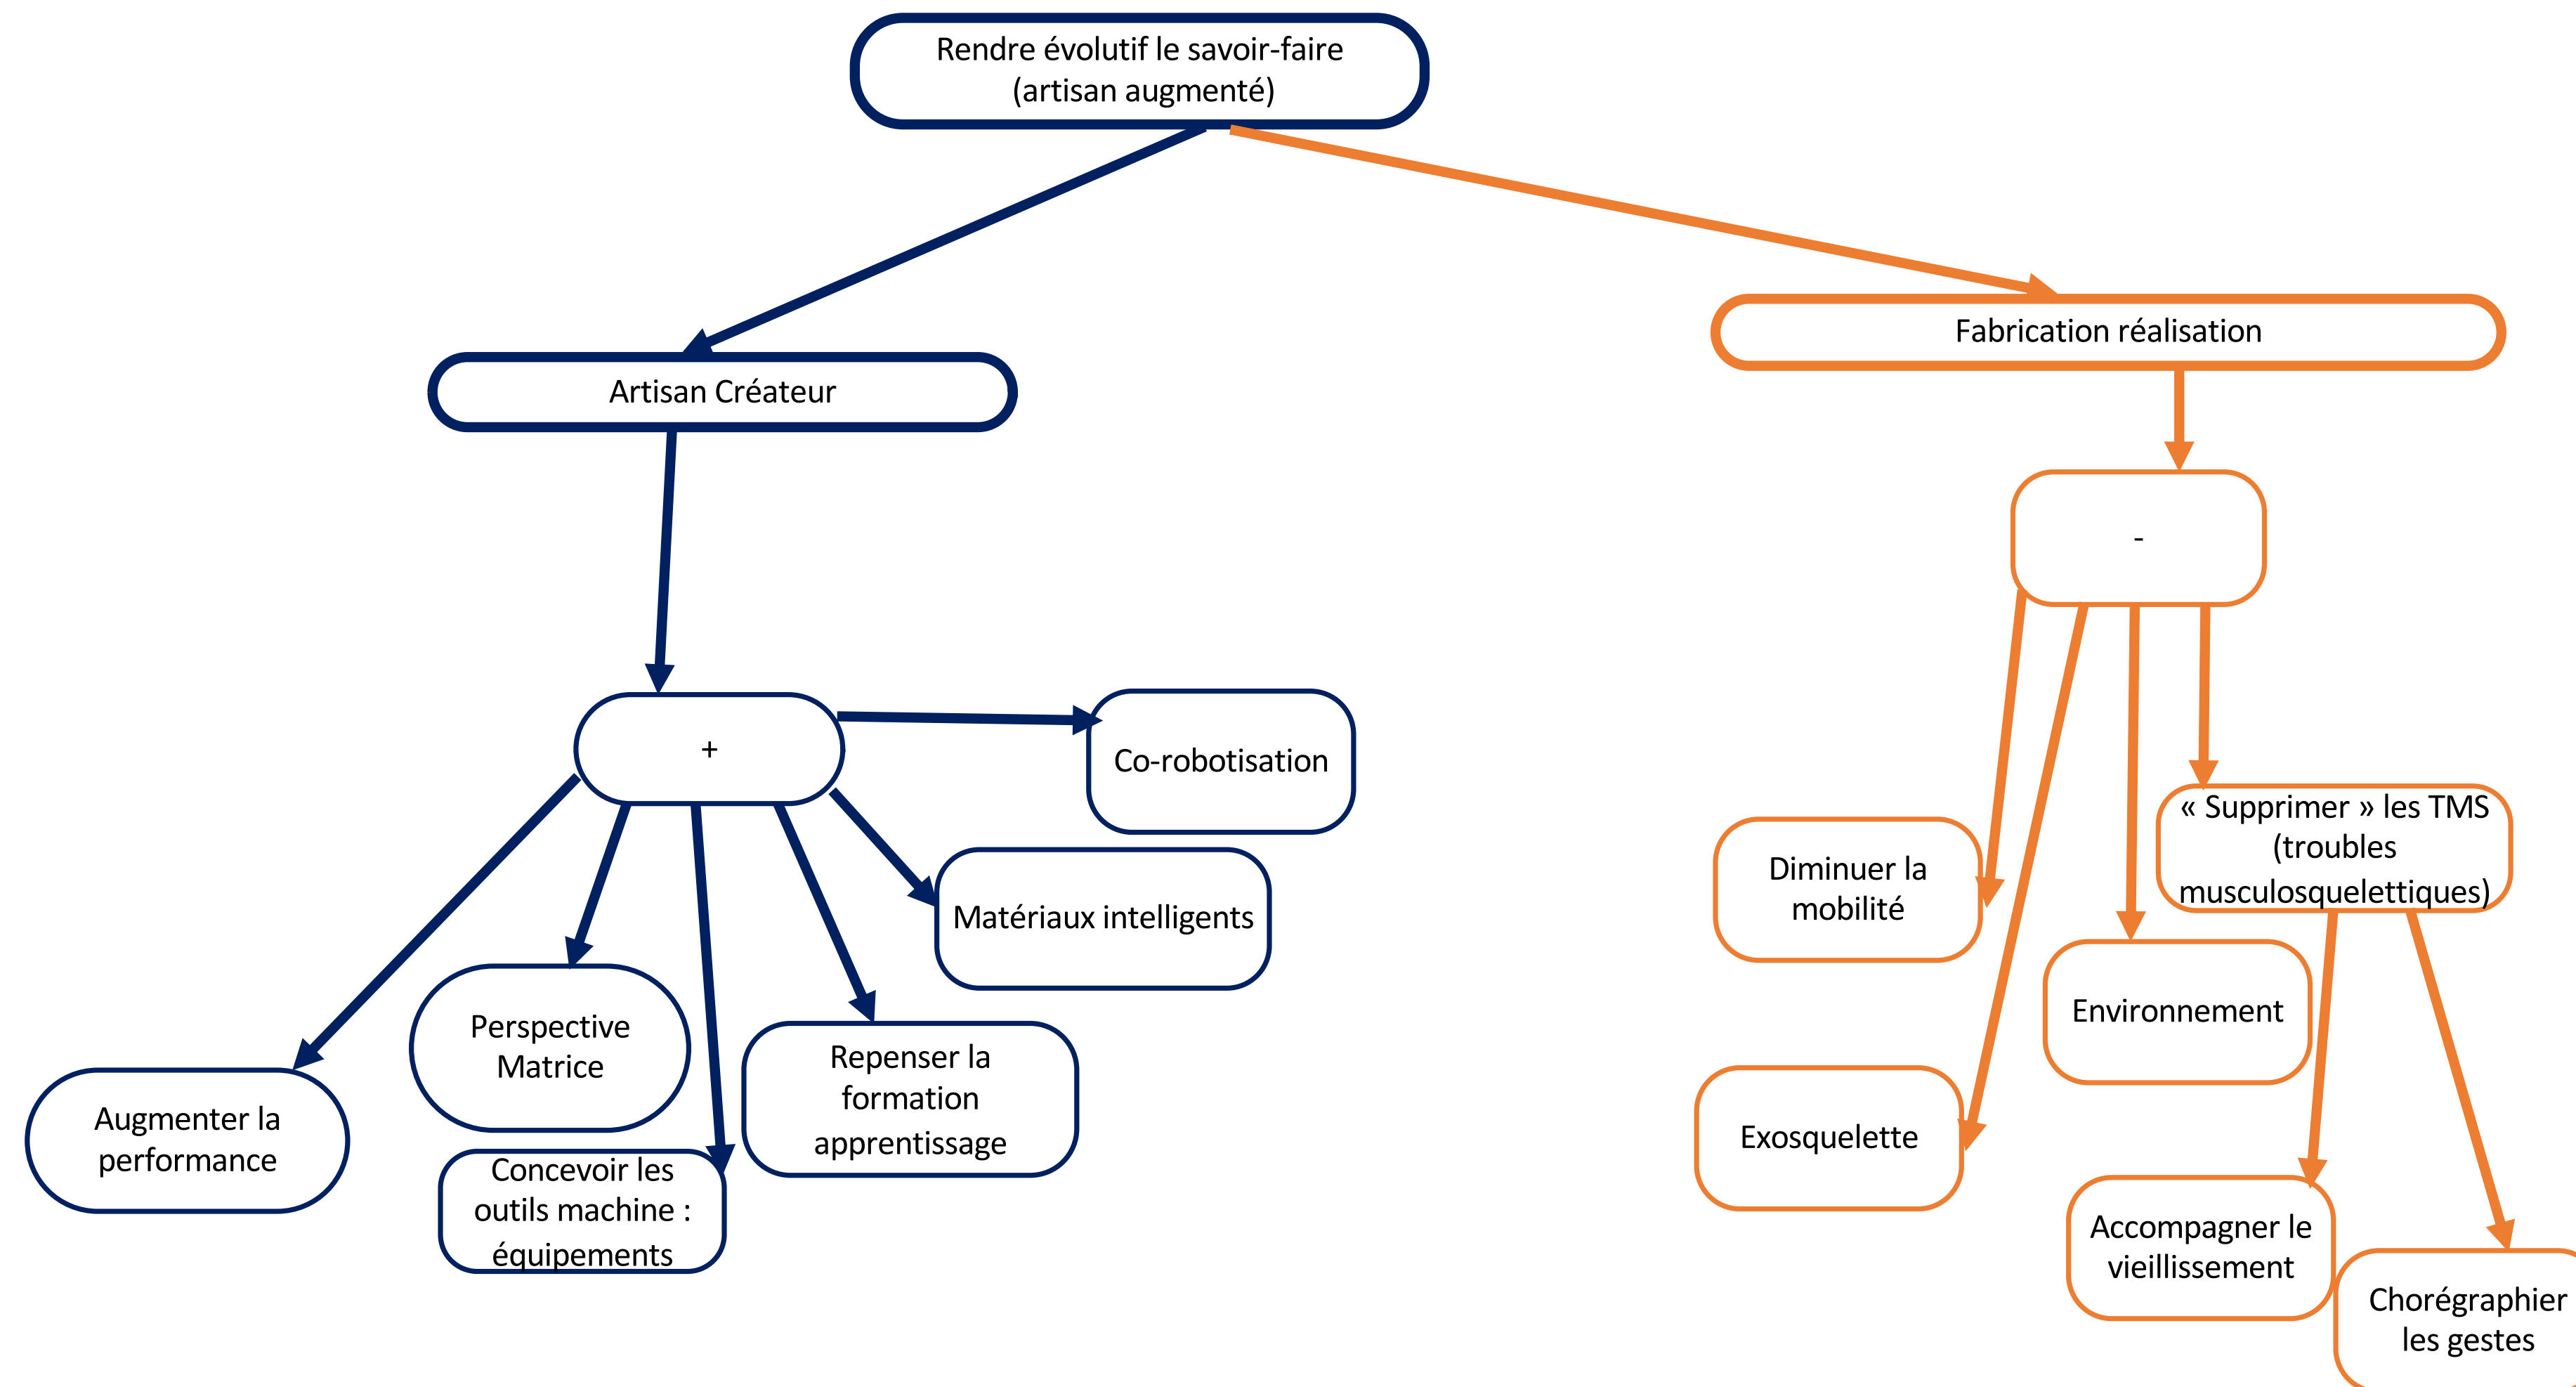 Rendre évolutif le savoir-faire
(artisan augmenté)
Fabrication réalisation
Artisan Créateur
-
+
Co-robotisation
« Supprimer » les TMS
(troubles
musculosquelettiques)
Diminuer la
mobilité
Matériaux intelligents
Environnement
Perspective
Matrice
Repenser la
formation
apprentissage
Augmenter la
performance
Exosquelette
Concevoir les
outils machine :
équipements
Accompagner le
vieillissement
Chorégraphier
les gestes